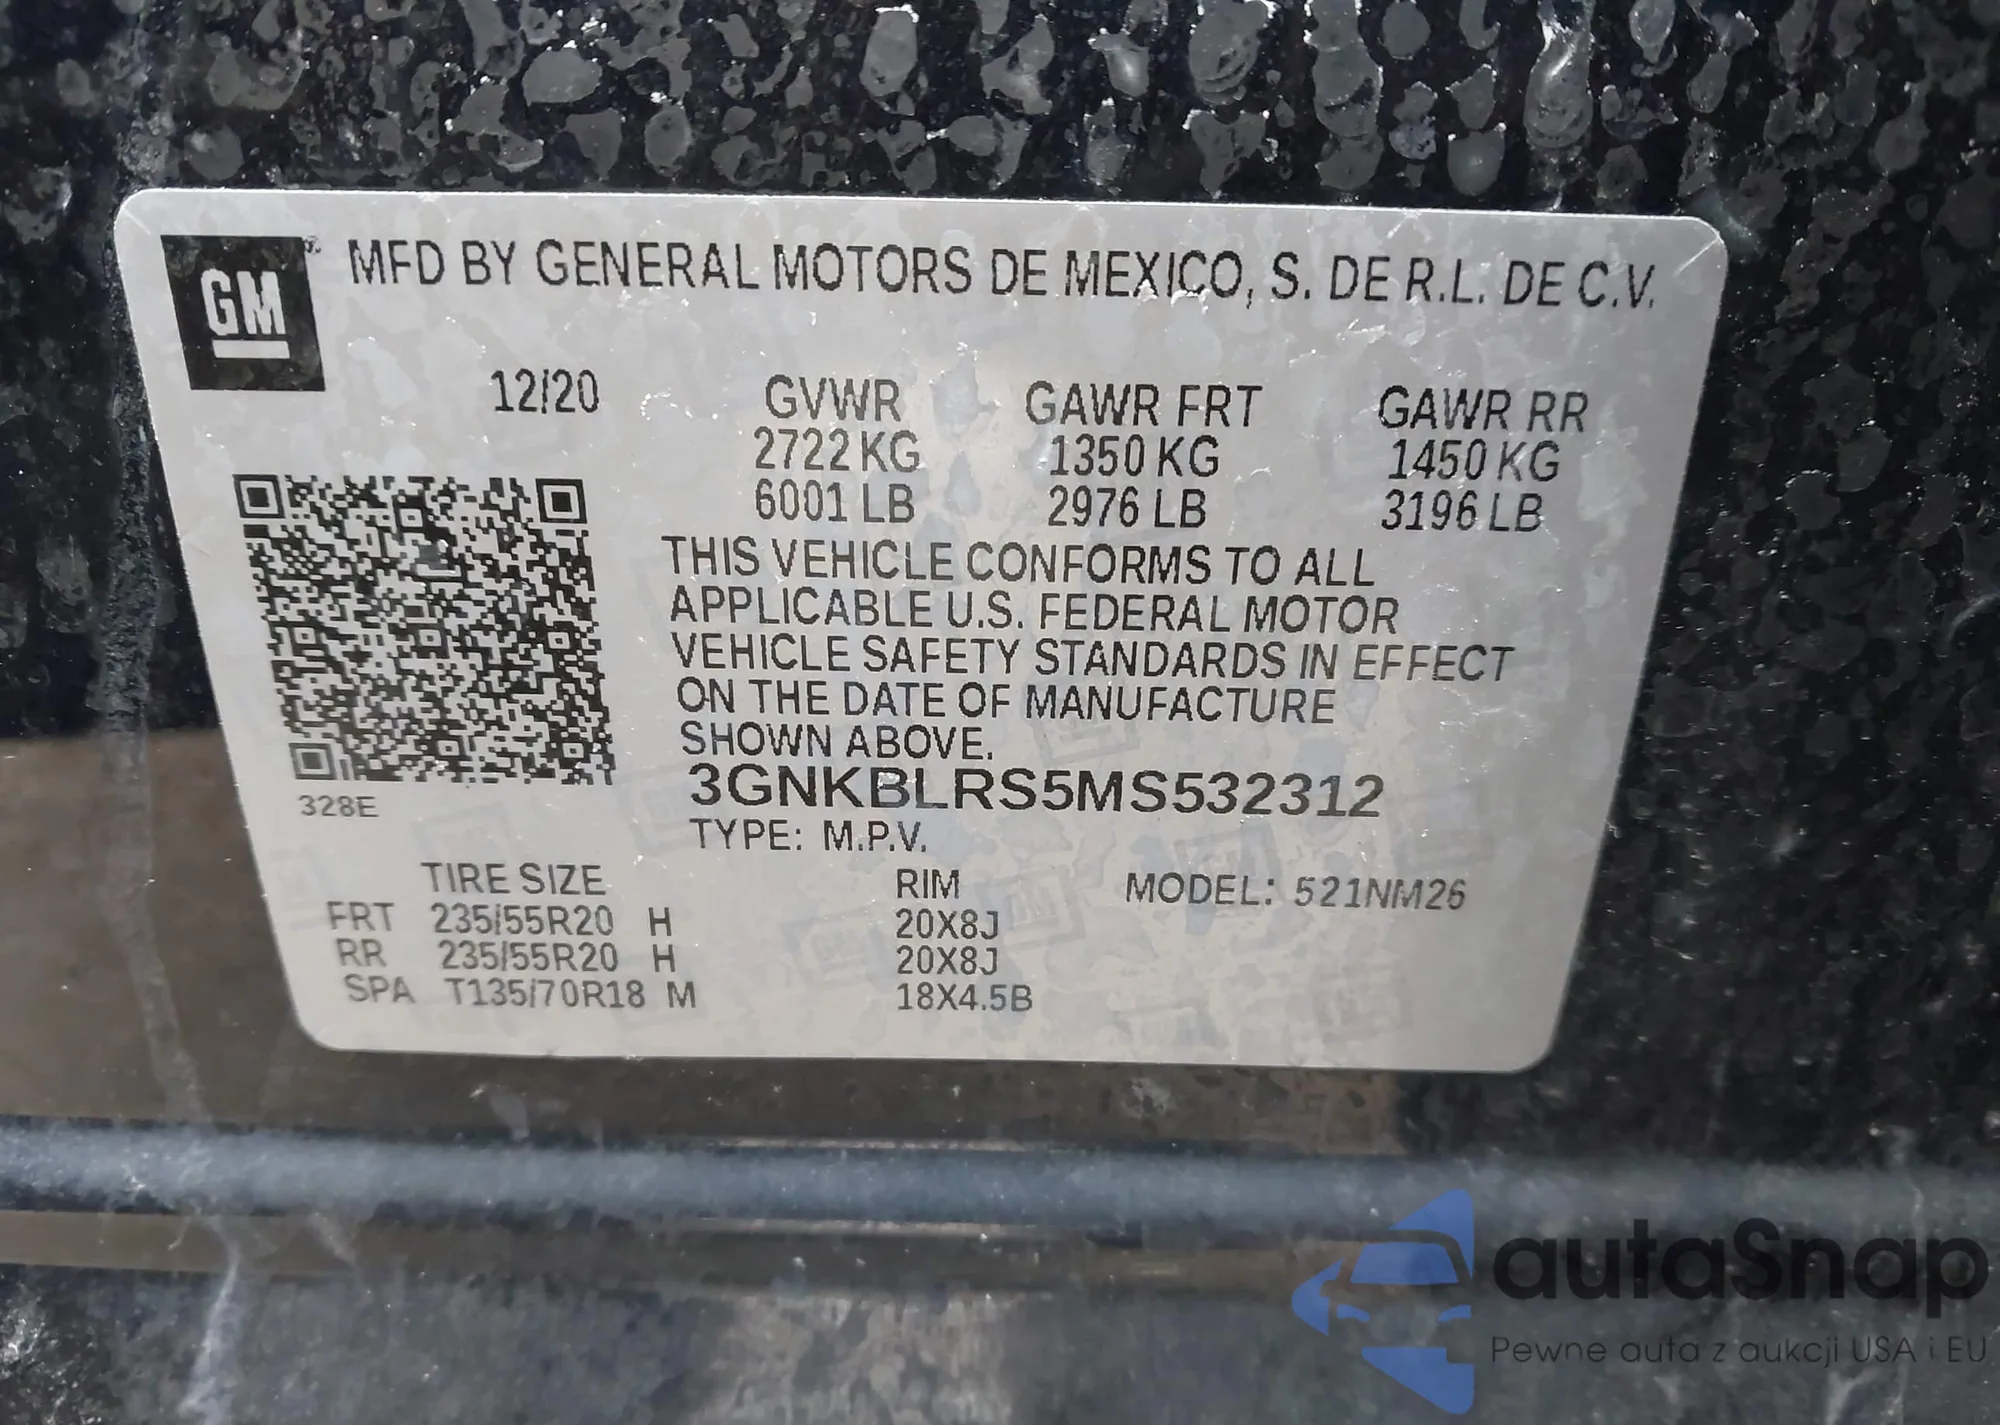 GM® MFD BY GENERAL MOTORS DE MEXICO, S. DE R.L. DE C.V.
12/20 GVWR GAWR FRT GAWR RR
2722 KG 1350 KG 1450 KG
6001 LB 2976 LB 3196 LB
THIS VEHICLE CONFORMS TO ALL
APPLICABLE U.S. FEDERAL MOTOR
VEHICLE SAFETY STANDARDS IN EFFECT
ON THE DATE OF MANUFACTURE
SHOWN ABOVE.
3GNKBLRS5MS532312
328E
TYPE: M.P.V.
TIRE SIZE RIM MODEL: 521NM26
FRT 235/55R20 H 20X8J
RR 235/55R20 H 20X8J
SPA T135/70R18 M 18X4.5B
autaSnap
Pewne auta z aukcji USA i EU